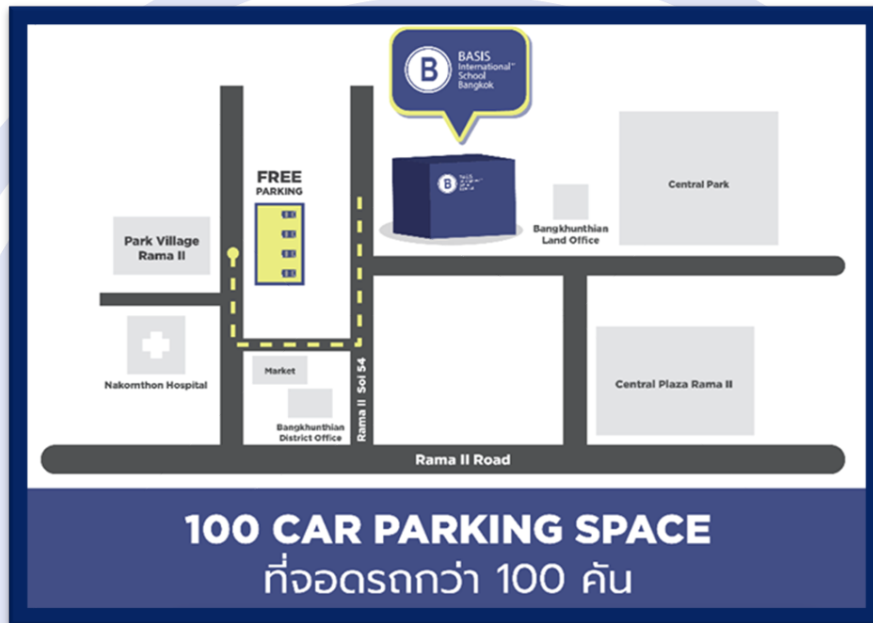 B
BASIS
International™
School
Bangkok
FREE
PARKING
B
Central Park
Bangkhunthian
Land Office
Park Village
Rama II
Nakornthon Hospital
Market
Bangkhunthian
District Office
Rama II Soi 54
Central Plaza Rama II
Rama II Road
100 CAR PARKING SPACE
ที่จอดรถกว่า 100 คัน